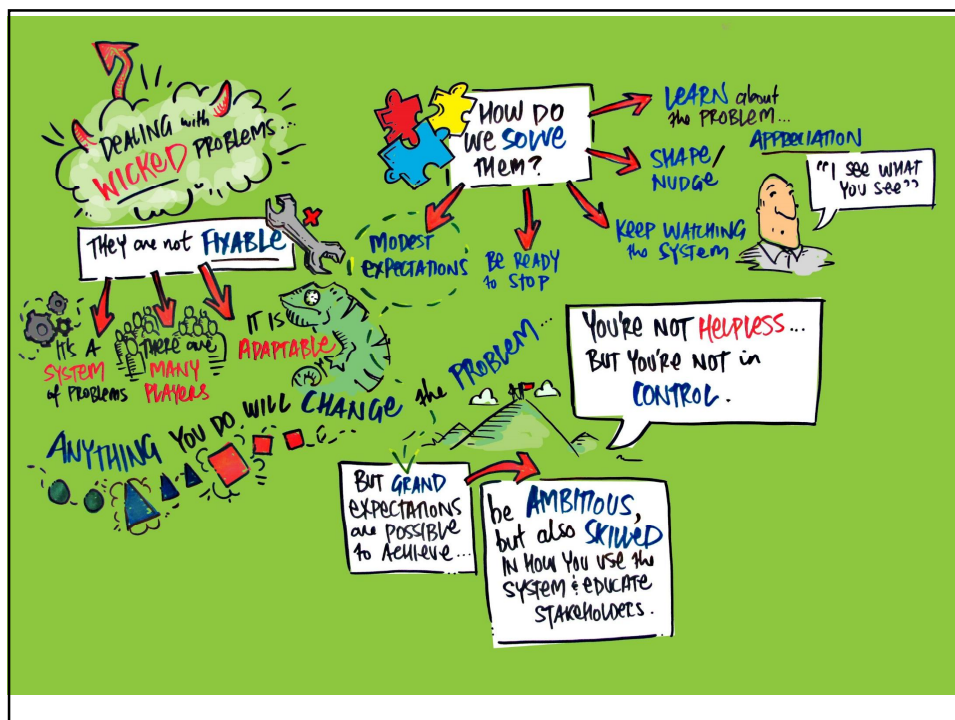 DEALING with
WICKED PROBLEMS...
THEY are not FIXABLE
IT'S A
SYSTEM
of PROBLEMS
THERE are
MANY
PLAYERS
IT IS
ADAPTABLE
ANYTHING YOU DO WILL CHANGE the PROBLEM...
HOW DO
WE SOLVE
THEM?
LEARN about
the PROBLEM...
APPRECIATION
"I SEE WHAT
YOU SEE"
SHAPE/
NUDGE
KEEP WATCHING
the SYSTEM
BE READY
to STOP
MODEST
EXPECTATIONS
YOU'RE NOT HELPLESS...
BUT YOU'RE NOT in
CONTROL.
BUT GRAND
EXPECTATIONS
are POSSIBLE
to ACHIEVE...
be AMBITIOUS,
but also SKILLED
IN HOW YOU USE the
SYSTEM & EDUCATE
STAKEHOLDERS.